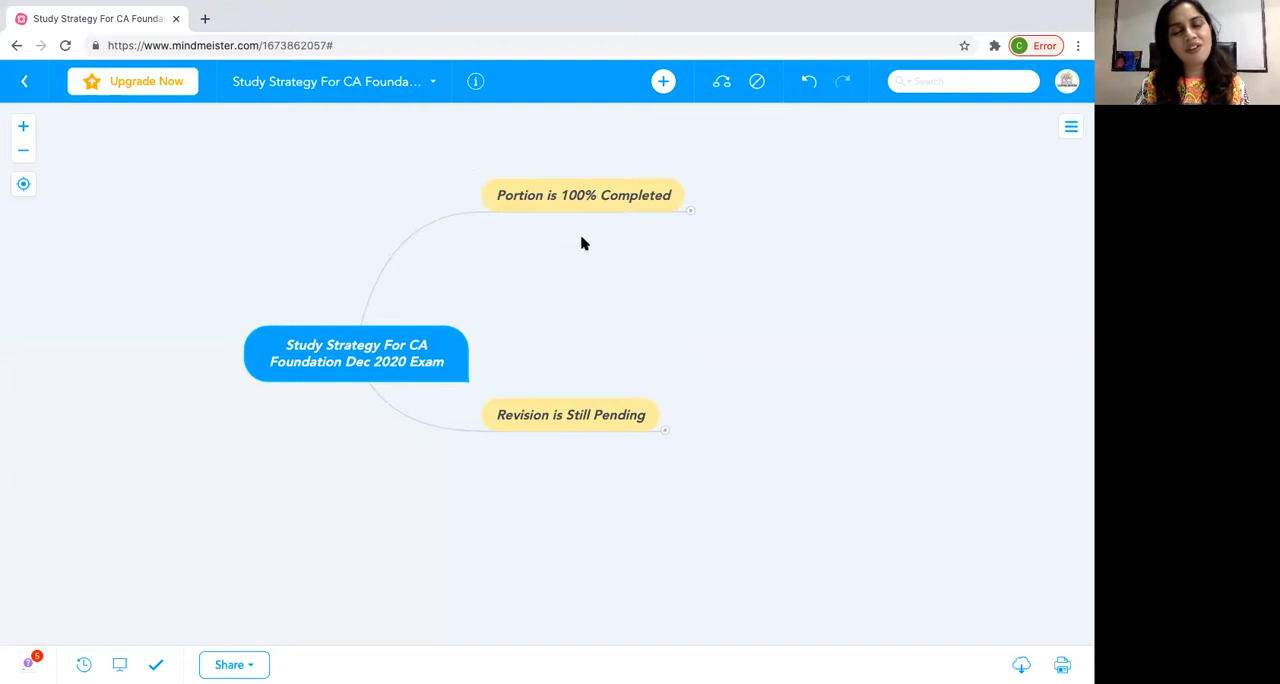 Study Strategy For CA Founda
https://www.mindmeister.com/1673862057#
C Error
Upgrade Now
Study Strategy For CA Founda...
Search
Portion is 100% Completed
Study Strategy For CA
Foundation Dec 2020 Exam
Revision is Still Pending
5
?
Share